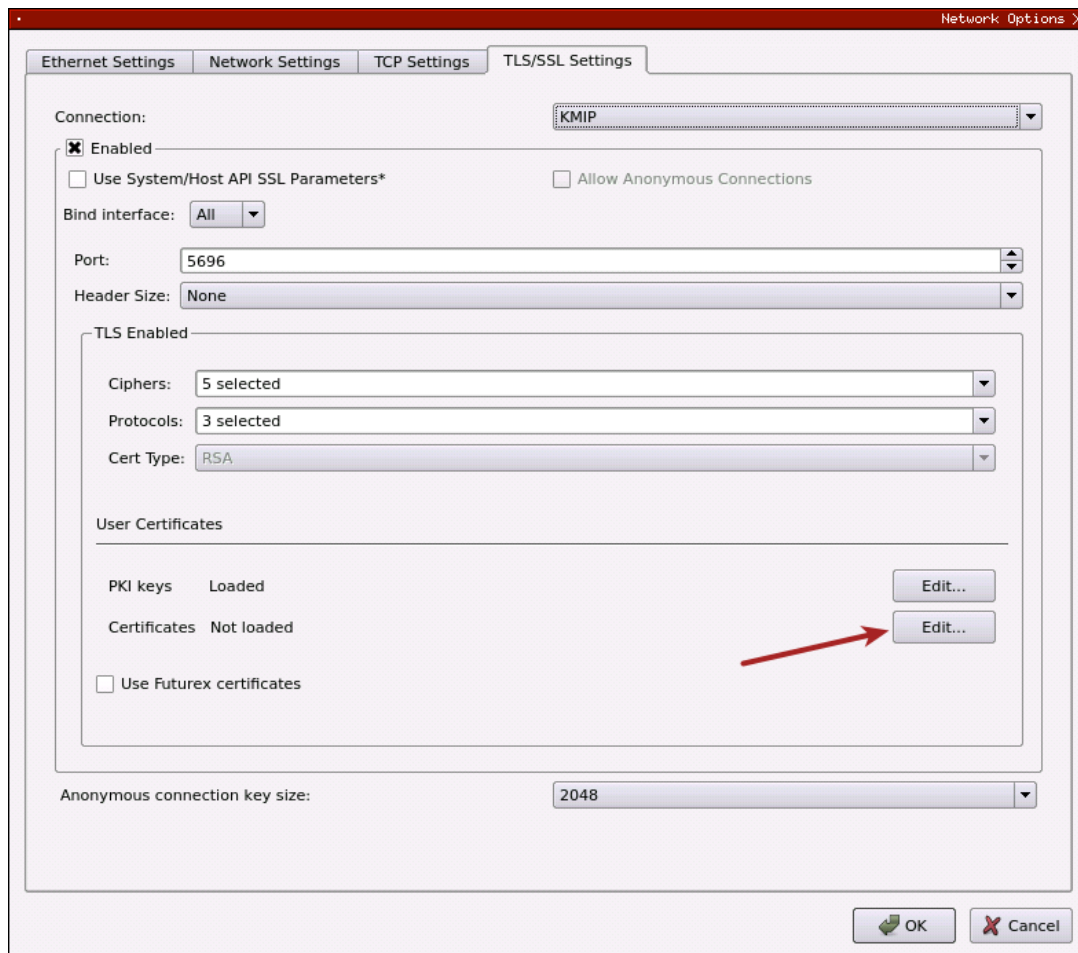 Network Options
Ethernet Settings Network Settings TCP Settings TLS/SSL Settings
Connection: KMIP
Enabled
Use System/Host API SSL Parameters* Allow Anonymous Connections
Bind interface: All
Port: 5696
Header Size: None
TLS Enabled
Ciphers: 5 selected
Protocols: 3 selected
Cert Type: RSA
User Certificates
PKI keys Loaded Edit...
Certificates Not loaded Edit...
Use Futurex certificates
Anonymous connection key size: 2048
OK Cancel